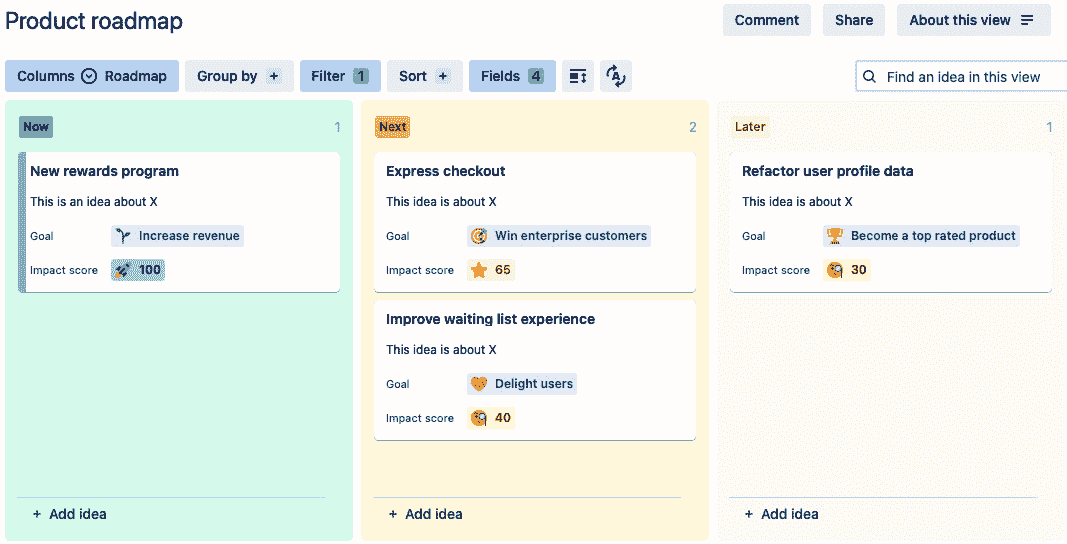 Product roadmap
Comment
Share
About this view
Columns Roadmap
Group by +
Filter 1
Sort +
Fields 4
A
Find an idea in this view
Now 1
New rewards program
This is an idea about X
Goal Increase revenue
Impact score 100
+ Add idea
Next 2
Express checkout
This idea is about X
Goal Win enterprise customers
Impact score 65
Improve waiting list experience
This idea is about X
Goal Delight users
Impact score 40
+ Add idea
Later 1
Refactor user profile data
This idea is about X
Goal Become a top rated product
Impact score 30
+ Add idea